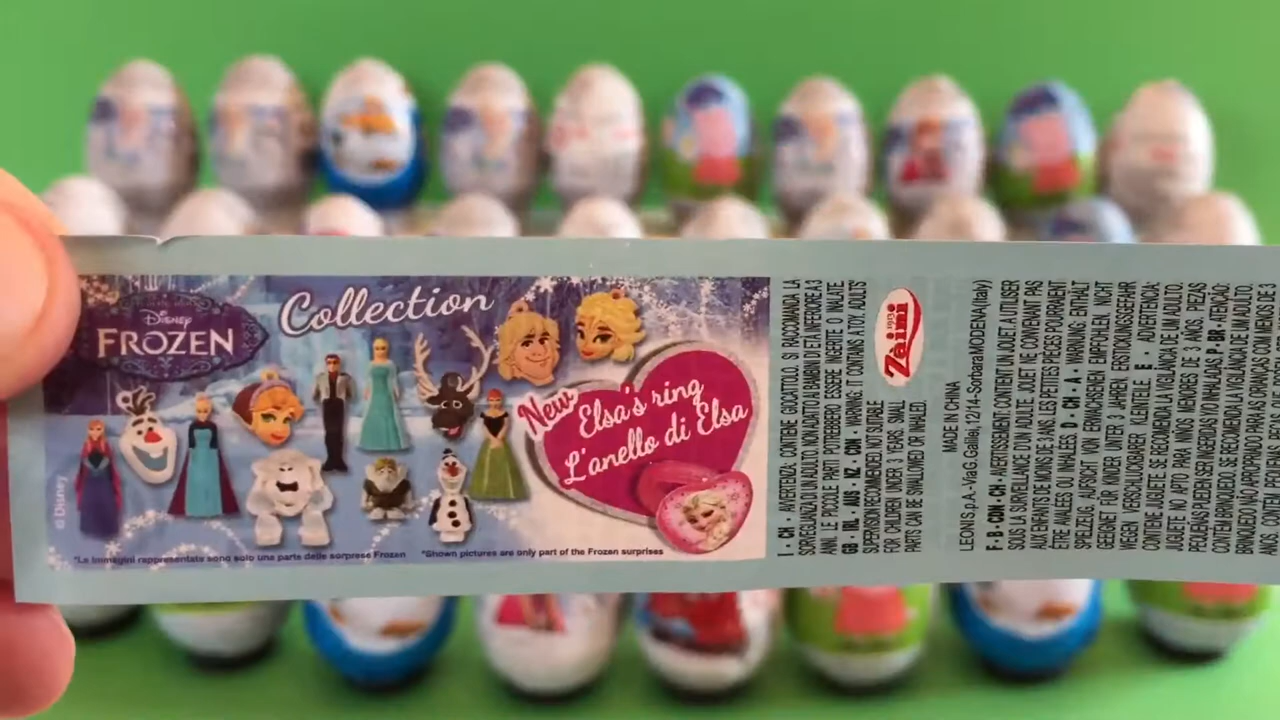 Disney
FROZEN
Collection
New
Elsa's ring
L'anello di Elsa
© Disney
*Le immagini rappresentate sono solo una parte delle sorprese Frozen
*Shown pictures are only part of the Frozen surprises
I - CH - AVVERTENZA: CONTIENE GIOCATTOLO. SI RACCOMANDA LA
SORVEGLIANZA DI UN ADULTO. NON ADATTO AI BAMBINI DI ETÀ INFERIORE A 3
ANNI. LE PICCOLE PARTI POTREBBERO ESSERE INGERITE O INALATE
GB - IRL - AUS - NZ - CDN - WARNING: IT CONTAINS A TOY. ADULTS
SUPERVISION RECOMMENDED. NOT SUITABLE
FOR CHILDREN UNDER 3 YEARS. SMALL
PARTS CAN BE SWALLOWED OR INHALED.
1913
Zaini
MADE IN CHINA
LEONIS p.A.-Via G. Galilei, 12/14-Sorbara MODENA (Italy)
F - B - CDN - CH - AVERTISSEMENT: CONTIENT UN JOUET. A UTILISER
SOUS LA SURVEILLANCE D'UN ADULTE. JOUET NE CONVENANT PAS
AUX ENFANTS DE MOINS DE 3 ANS. LES PETITES PIECES POURRAIENT
ÊTRE AVALÉES OU INHALÉES. D - CH - A - WARNUNG: ENTHÄLT
SPIELZEUG. AUFSICHT VON ERWACHSENEN EMPFOHLEN. NICHT
GEEIGNET FÜR KINDER UNTER 3 JAHREN. ERSTICKUNGSGEFAHR
WEGEN VERSCHLUCKBARER KLEINTEILE. E - ADVERTENCIA:
CONTIENE JUGUETE. SE RECOMIENDA LA VIGILANCIA DE UN ADULTO.
JUGUETE NO APTO PARA NIÑOS MENORES DE 3 AÑOS. PIEZAS
PEQUEÑAS PUEDEN SER INGERIDAS Y/O INHALADAS. P - BR - ATENÇÃO:
CONTÉM BRINQUEDO. SE RECOMENDA LA VIGILANCIA DE UM ADULTO.
BRINQUEDO NÃO APROPRIADO PARA AS CRIANÇAS COM MENOS DE 3